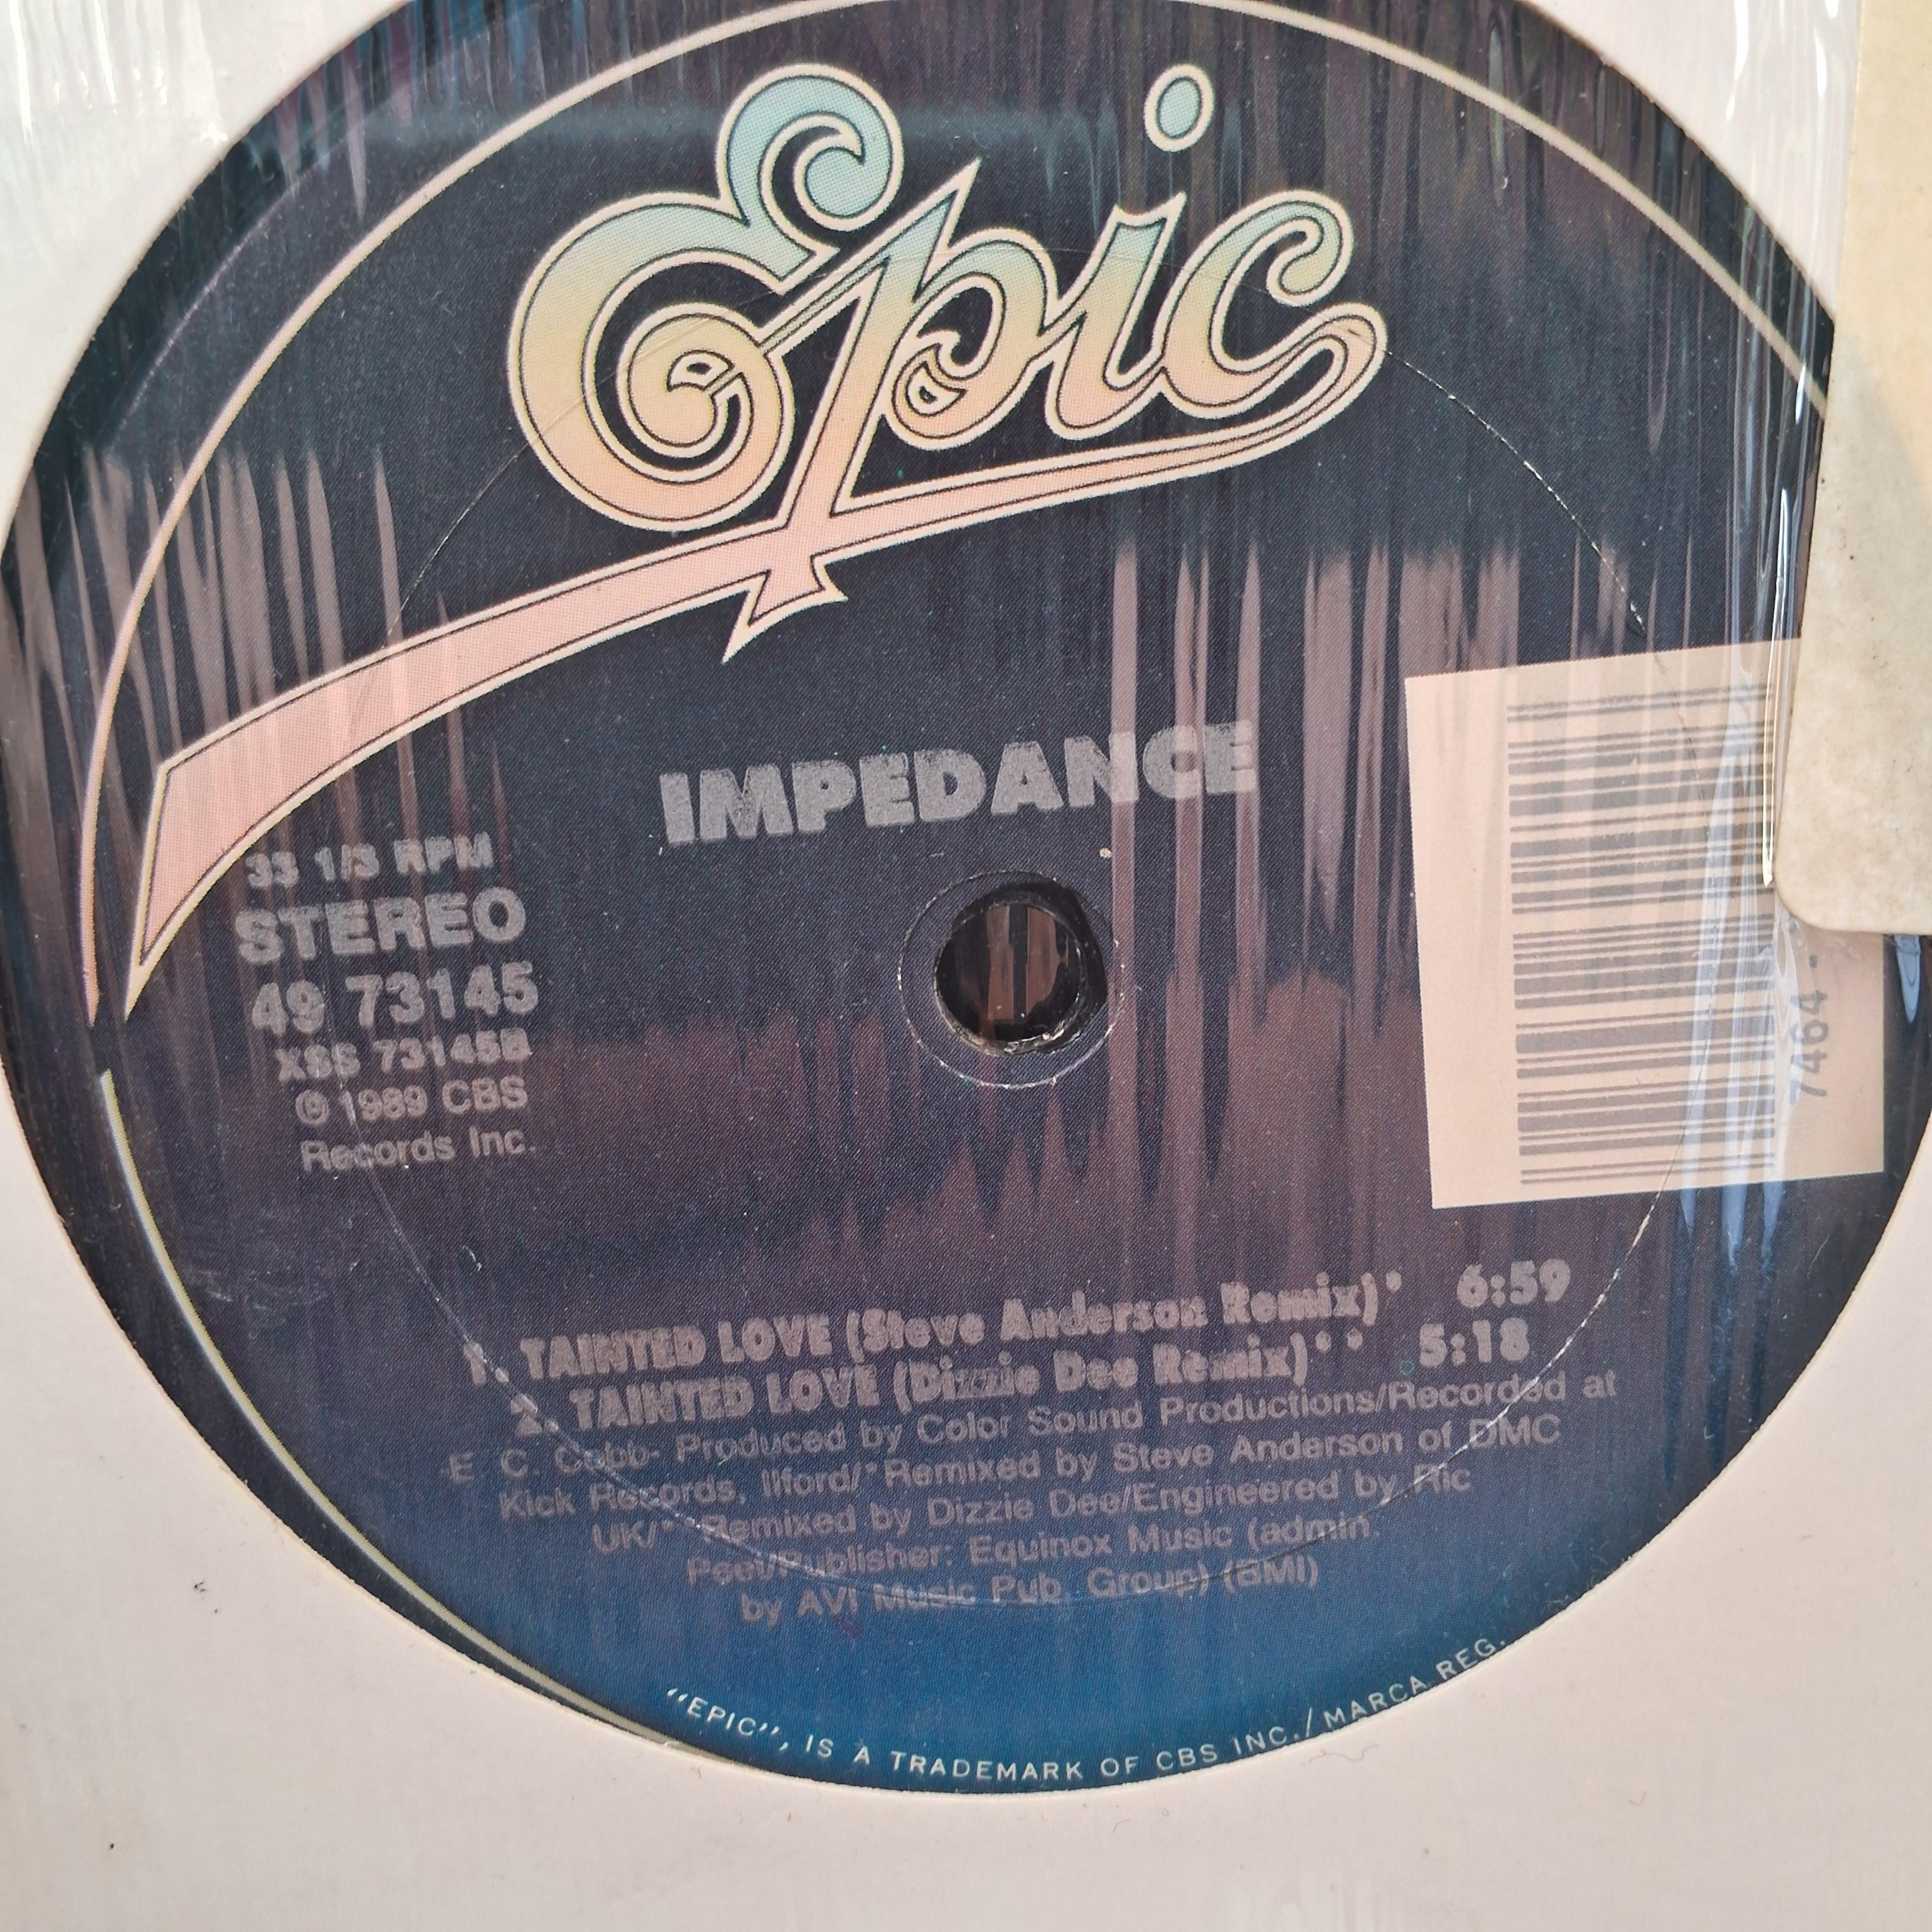 Epic
IMPEDANCE
33 1/3 RPM
STEREO
49 73145
XSS 73145B
℗ 1989 CBS
Records Inc.
7464-
1. TAINTED LOVE (Steve Anderson Remix)* 6:59
2. TAINTED LOVE (Dizzie Dee Remix)** 5:18
E C. Cobb- Produced by Color Sound Productions/Recorded at
Kick Records, Ilford/*Remixed by Steve Anderson of DMC
UK/**Remixed by Dizzie Dee/Engineered by Ric
Peet/Publisher: Equinox Music (admin.
by AVI Music Pub. Group) (BMI)
"EPIC", IS A TRADEMARK OF CBS INC./MARCA REG.